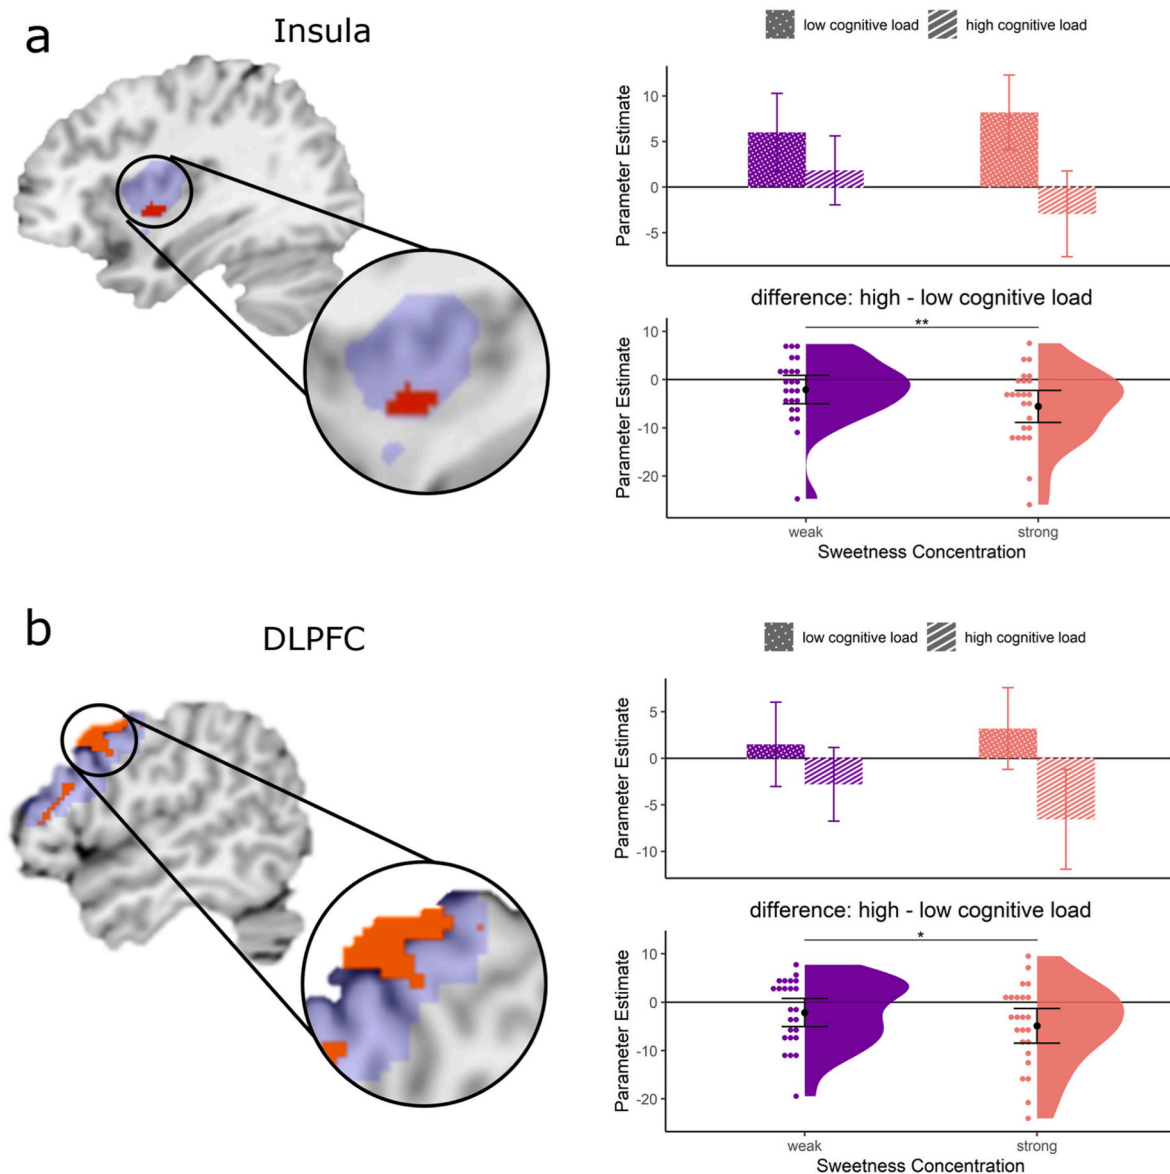 a
Insula
low cognitive load
high cognitive load
Parameter Estimate
10
5
0
-5
difference: high - low cognitive load
**
Parameter Estimate
10
0
-10
-20
weak
strong
Sweetness Concentration
b
DLPFC
low cognitive load
high cognitive load
Parameter Estimate
5
0
-5
-10
difference: high - low cognitive load
*
Parameter Estimate
10
0
-10
-20
weak
strong
Sweetness Concentration